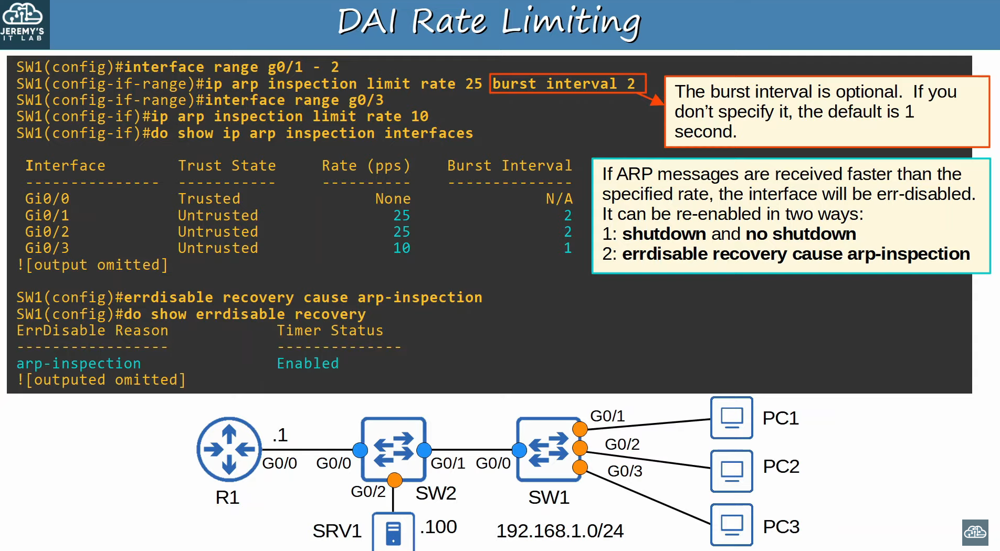 JEREMY'S
IT LAB
DAI Rate Limiting
SW1(config)#interface range g0/1 - 2
SW1(config-if-range)#ip arp inspection limit rate 25 burst interval 2
SW1(config-if-range)#interface range g0/3
SW1(config-if)#ip arp inspection limit rate 10
SW1(config-if)#do show ip arp inspection interfaces
Interface Trust State Rate (pps) Burst Interval
--------------- ----------- ---------- --------------
Gi0/0 Trusted None N/A
Gi0/1 Untrusted 25 2
Gi0/2 Untrusted 25 2
Gi0/3 Untrusted 10 1
![output omitted]
SW1(config)#errdisable recovery cause arp-inspection
SW1(config)#do show errdisable recovery
ErrDisable Reason Timer Status
----------------- --------------
arp-inspection Enabled
![outputed omitted]
The burst interval is optional. If you
don't specify it, the default is 1
second.
If ARP messages are received faster than the
specified rate, the interface will be err-disabled.
It can be re-enabled in two ways:
1: shutdown and no shutdown
2: errdisable recovery cause arp-inspection
.1
G0/0
G0/0
R1
G0/1
G0/2
SW2
SRV1
.100
G0/0
SW1
192.168.1.0/24
G0/1
G0/2
G0/3
PC1
PC2
PC3